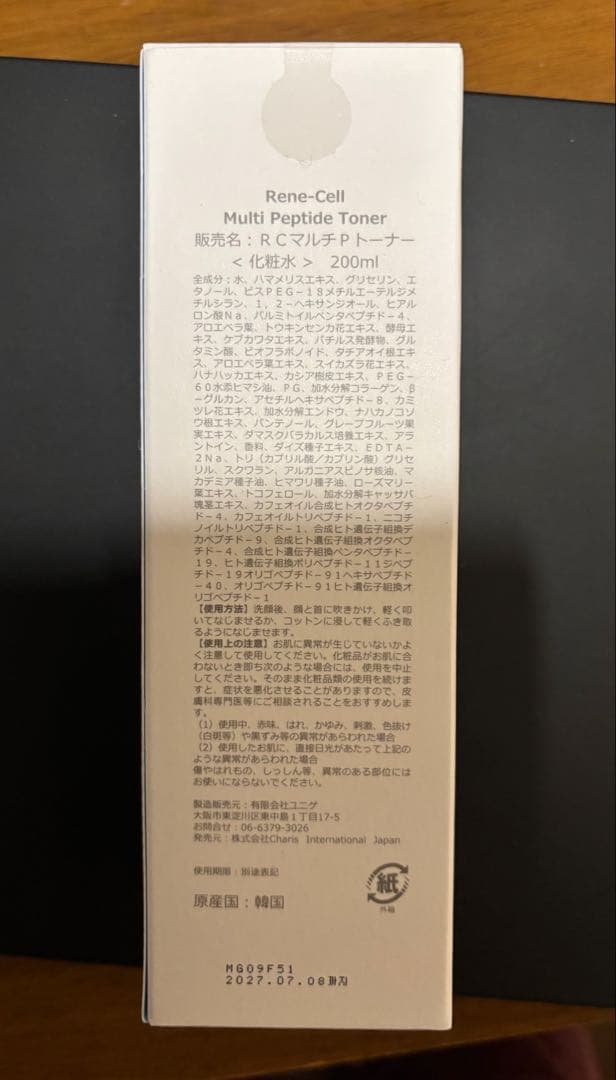 Rene-Cell
Multi Peptide Toner
販売名：ＲＣマルチＰトーナー
＜化粧水＞　200ml
全成分：水、ハマメリスエキス、グリセリン、エ
タノール、ビスＰＥＧ－１８メチルエーテルジメ
チルシラン、１，２－ヘキサンジオール、ヒアル
ロン酸Ｎａ、パルミトイルペンタペプチド－４、
アロエベラ葉、トウキンセンカ花エキス、酵母エ
キス、ケブカワタエキス、バチルス発酵物、グル
タミン酸、ビオフラボノイド、タチアオイ根エキ
ス、アロエベラ葉エキス、スイカズラ花エキス、
ハナハッカエキス、カシア樹皮エキス、ＰＥＧ－
６０水添ヒマシ油、ＰＧ、加水分解コラーゲン、β
－グルカン、アセチルヘキサペプチド－８、カミ
ツレ花エキス、加水分解エンドウ、ナハカノコソ
ウ根エキス、パンテノール、グレープフルーツ果
実エキス、ダマスクバラカルス培養エキス、アラ
ントイン、香料、ダイズ種子エキス、ＥＤＴＡ－
２Ｎａ、トリ（カプリル酸／カプリン酸）グリセ
リル、スクワラン、アルガニアスピノサ核油、マ
カデミア種子油、ヒマワリ種子油、ローズマリー
葉エキス、トコフェロール、加水分解キャッサバ
塊茎エキス、カフェオイル合成ヒトオクタペプチ
ド－４、カフェオイルトリペプチド－１、ニコチ
ノイルトリペプチド－１、合成ヒト遺伝子組換デ
カペプチド－９、合成ヒト遺伝子組換オクタペプ
チド－４、合成ヒト遺伝子組換ペンタペプチド－
１９、ヒト遺伝子組換ポリペプチド－１１ジペプ
チド－１９オリゴペプチド－９１ヘキサペプチド
－４０、オリゴペプチド－９１ヒト遺伝子組換オ
リゴペプチド－１
【使用方法】洗顔後、顔と首に吹きかけ、軽く叩
いてなじませるか、コットンに浸して軽くふき取
るようになじませます。
【使用上の注意】お肌に異常が生じていないかよ
く注意して使用してください。化粧品がお肌に合
わないとき即ち次のような場合には、使用を中止
してください。そのまま化粧品類の使用を続けま
すと、症状を悪化させることがありますので、皮
膚科専門医等にご相談されることをおすすめしま
す。
（1）使用中、赤味、はれ、かゆみ、刺激、色抜け
（白斑等）や黒ずみ等の異常があらわれた場合
（2）使用したお肌に、直接日光があたって上記の
ような異常があらわれた場合
傷やはれもの、しっしん等、異常のある部位には
お使いにならないでください。
製造販売元：有限会社ユニゲ
大阪市東淀川区東中島１丁目17-5
お問合せ：06-6379-3026
発売元：株式会社Charis International Japan
使用期限：別途表記
紙
外箱
原産国：韓国
MG09F51
2027.07.08까지